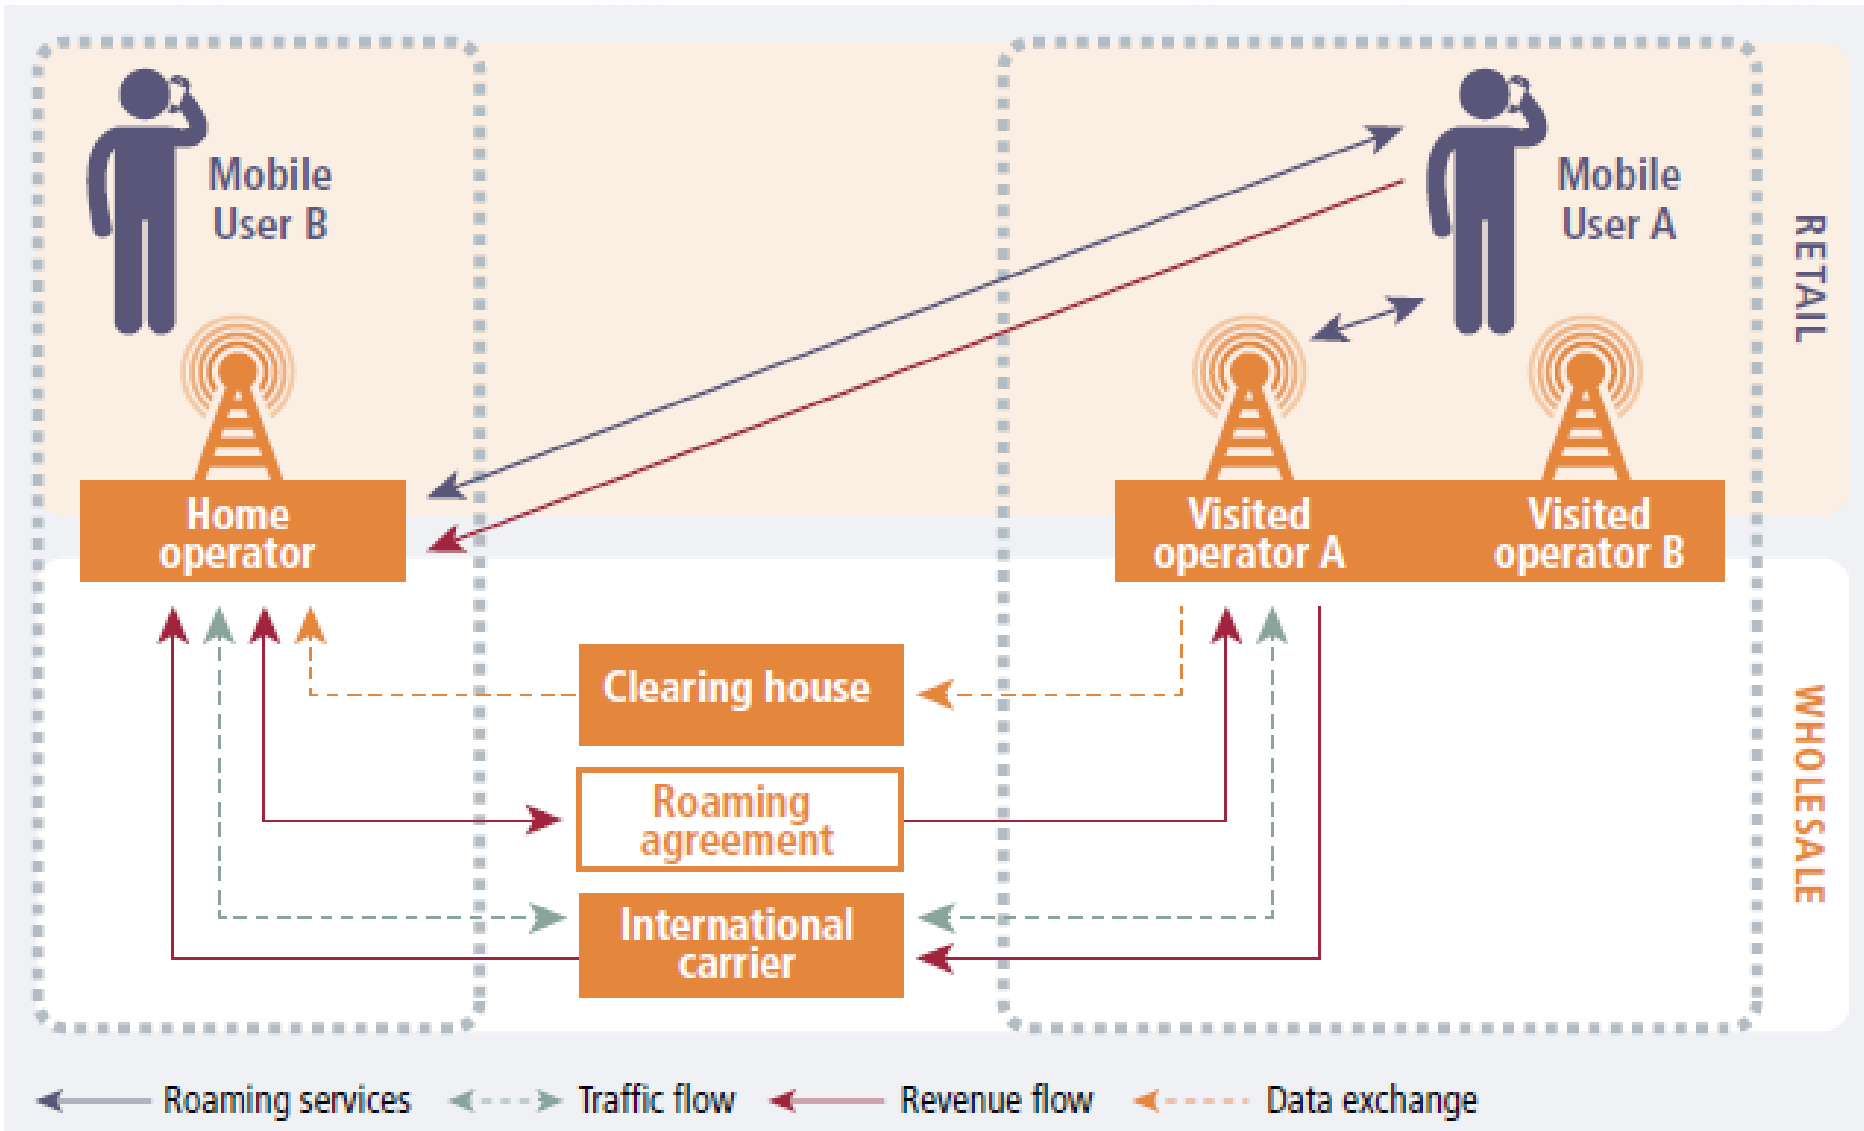 Mobile
User B
Mobile
User A
RETAIL
Home
operator
Visited
operator A
Visited
operator B
Clearing house
Roaming
agreement
International
carrier
WHOLESALE
Roaming services
Traffic flow
Revenue flow
Data exchange